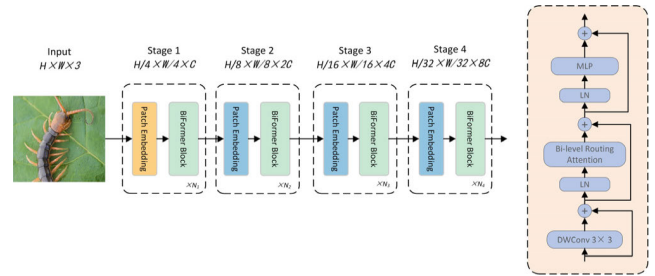 Input
H×W×3
Stage 1
H/4×W/4×C
Stage 2
H/8×W/8×2C
Stage 3
H/16×W/16×4C
Stage 4
H/32×W/32×8C
Patch Embedding
BiFormer Block
×N₁
Patch Embedding
BiFormer Block
×N₂
Patch Embedding
BiFormer Block
×N₃
Patch Embedding
BiFormer Block
×N₄
+
MLP
LN
+
Bi-level Routing
Attention
LN
+
DWConv 3×3